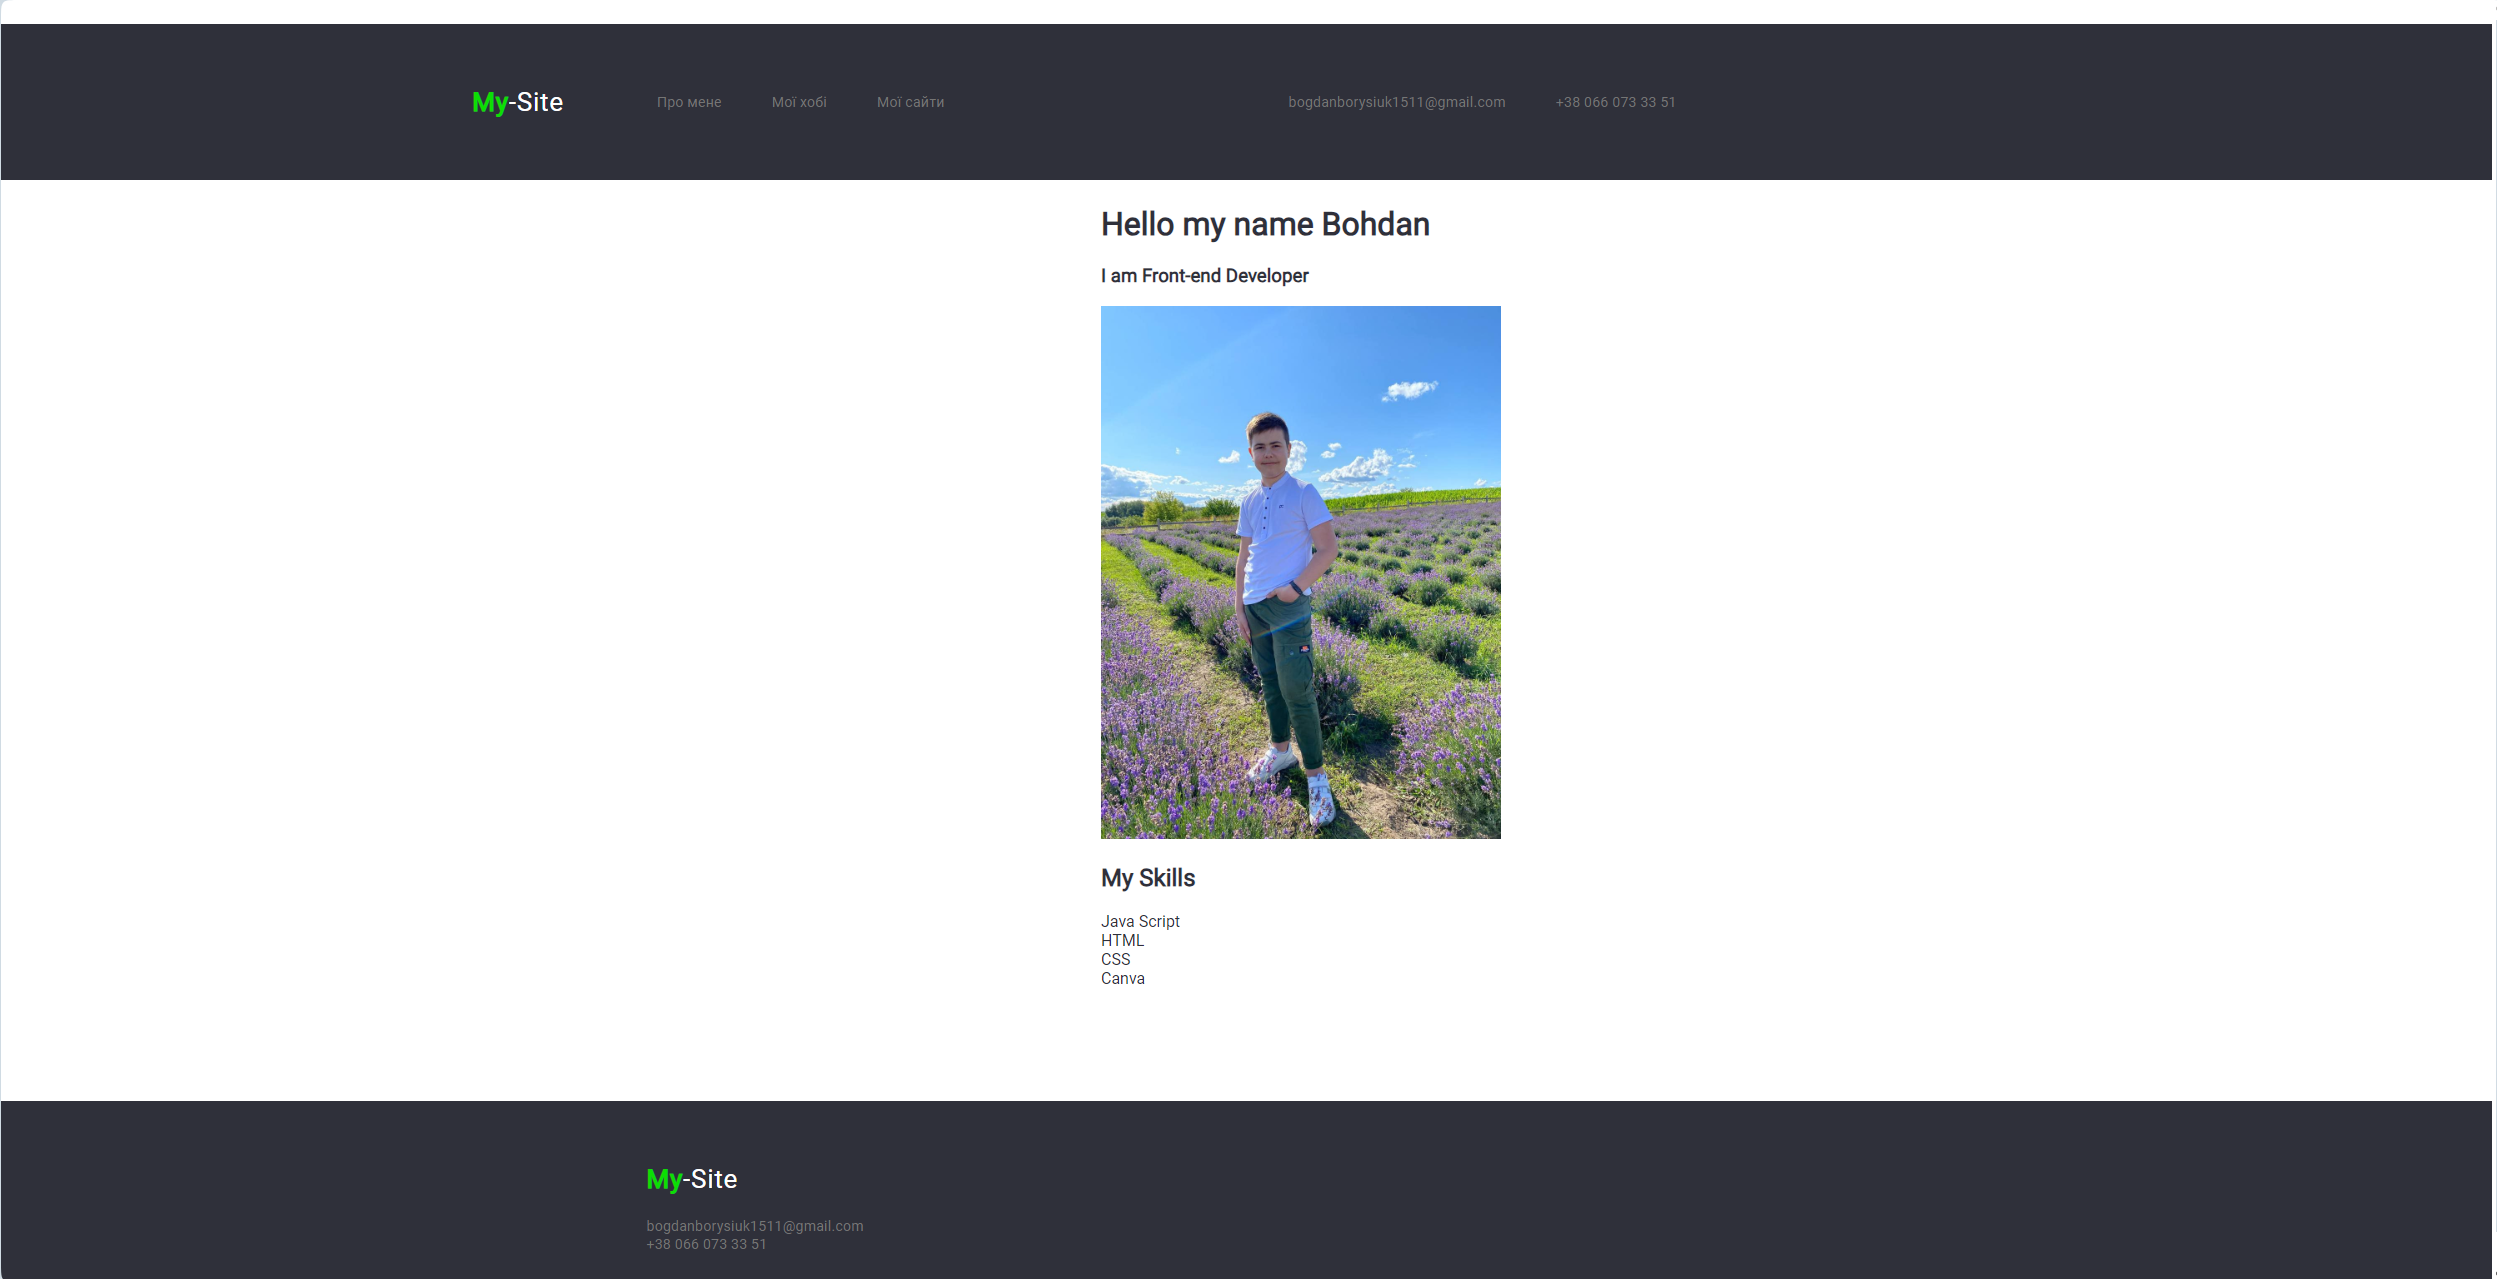 My-Site
Про мене
Мої хобі
Мої сайти
bogdanborysiuk1511@gmail.com
+38 066 073 33 51
Hello my name Bohdan
I am Front-end Developer
My Skills
Java Script
HTML
CSS
Canva
My-Site
bogdanborysiuk1511@gmail.com
+38 066 073 33 51